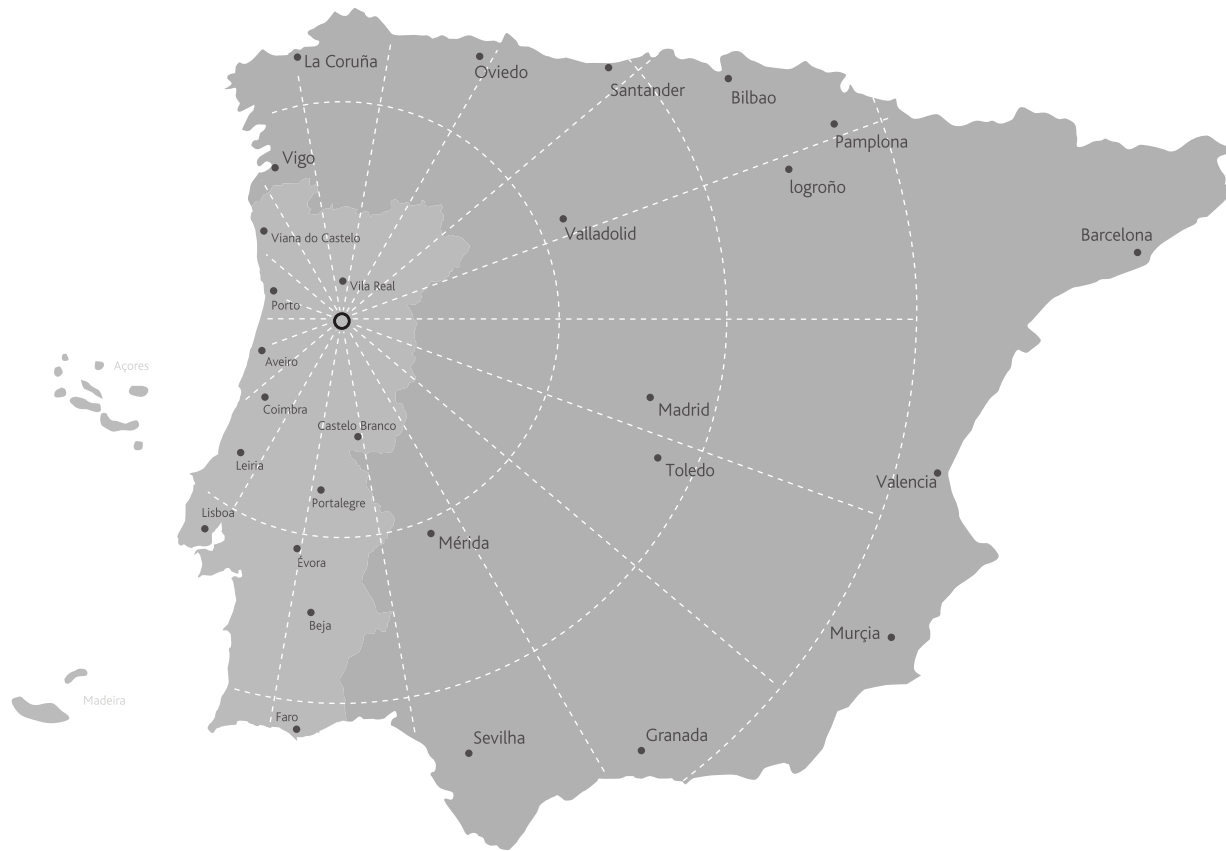 La Coruña
Oviedo
Santander
Bilbao
Pamplona
Vigo
logroño
Viana do Castelo
Valladolid
Barcelona
Vila Real
Porto
Aveiro
Açores
Coimbra
Madrid
Castelo Branco
Leiria
Toledo
Valencia
Portalegre
Lisboa
Mérida
Évora
Beja
Murçia
Madeira
Faro
Sevilha
Granada